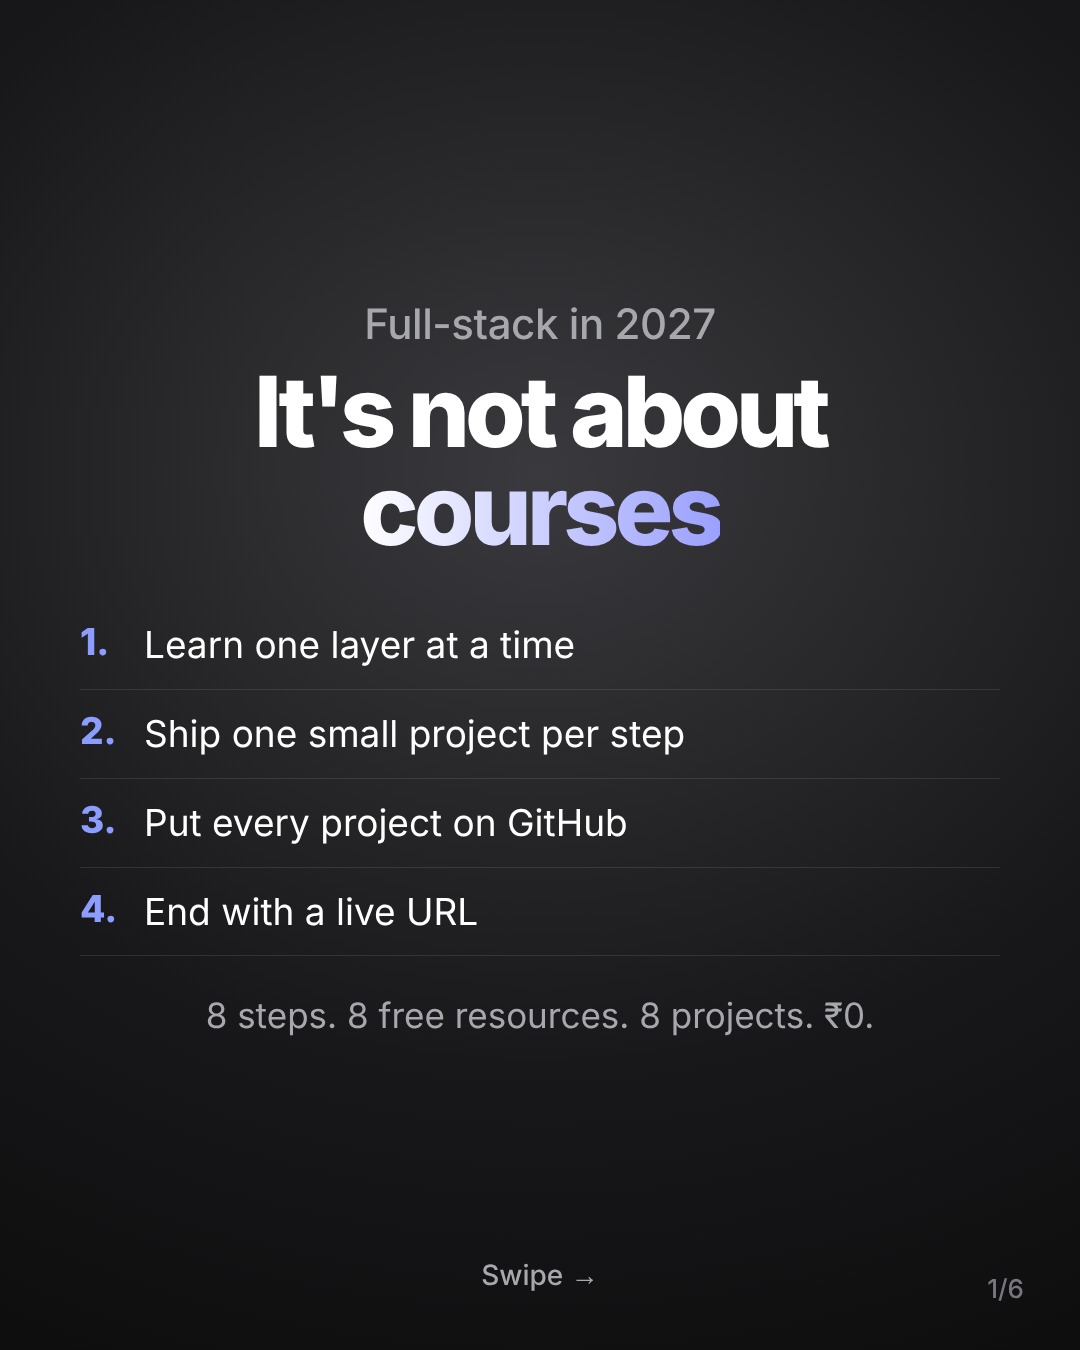 Full-stack in 2027
It's not about
courses
1. Learn one layer at a time
2. Ship one small project per step
3. Put every project on GitHub
4. End with a live URL
8 steps. 8 free resources. 8 projects. ₹0.
Swipe →
1/6